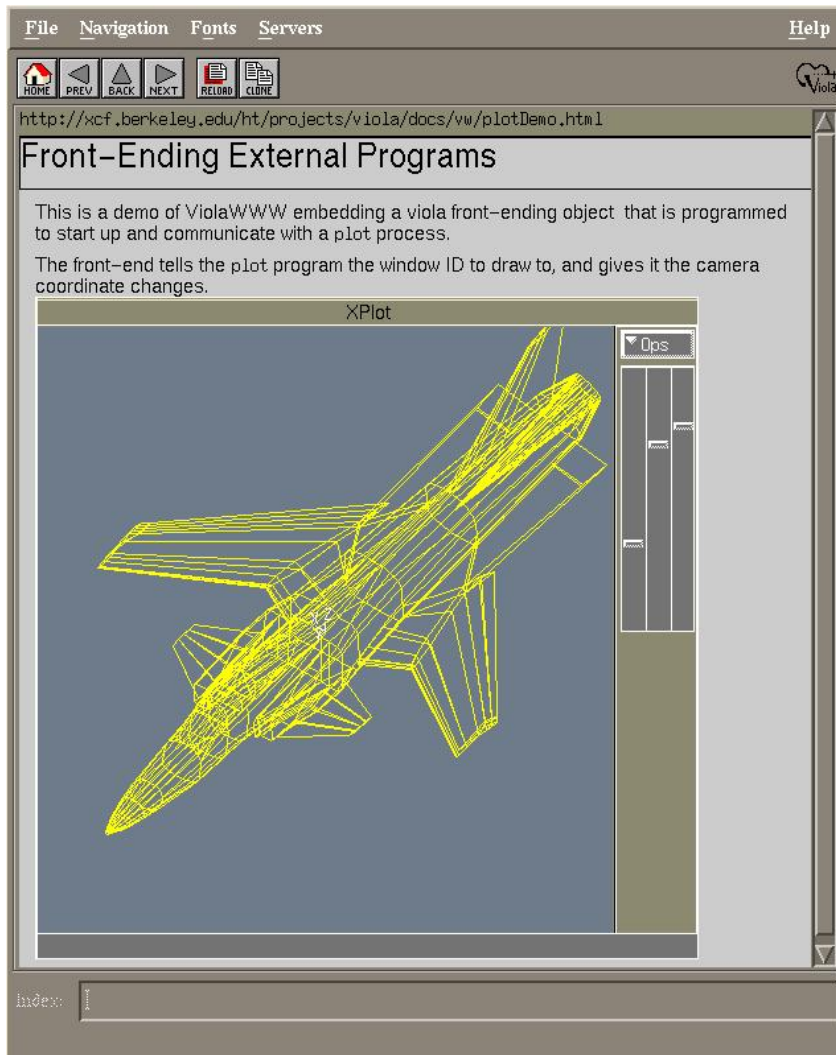 File Navigation Fonts Servers Help
HOME PREV BACK NEXT RELOAD CLONE
Viola
http://xcf.berkeley.edu/ht/projects/viola/docs/vw/plotDemo.html
Front-Ending External Programs
This is a demo of ViolaWWW embedding a viola front-ending object that is programmed
to start up and communicate with a plot process.
The front-end tells the plot program the window ID to draw to, and gives it the camera
coordinate changes.
XPlot
Ops
Index: